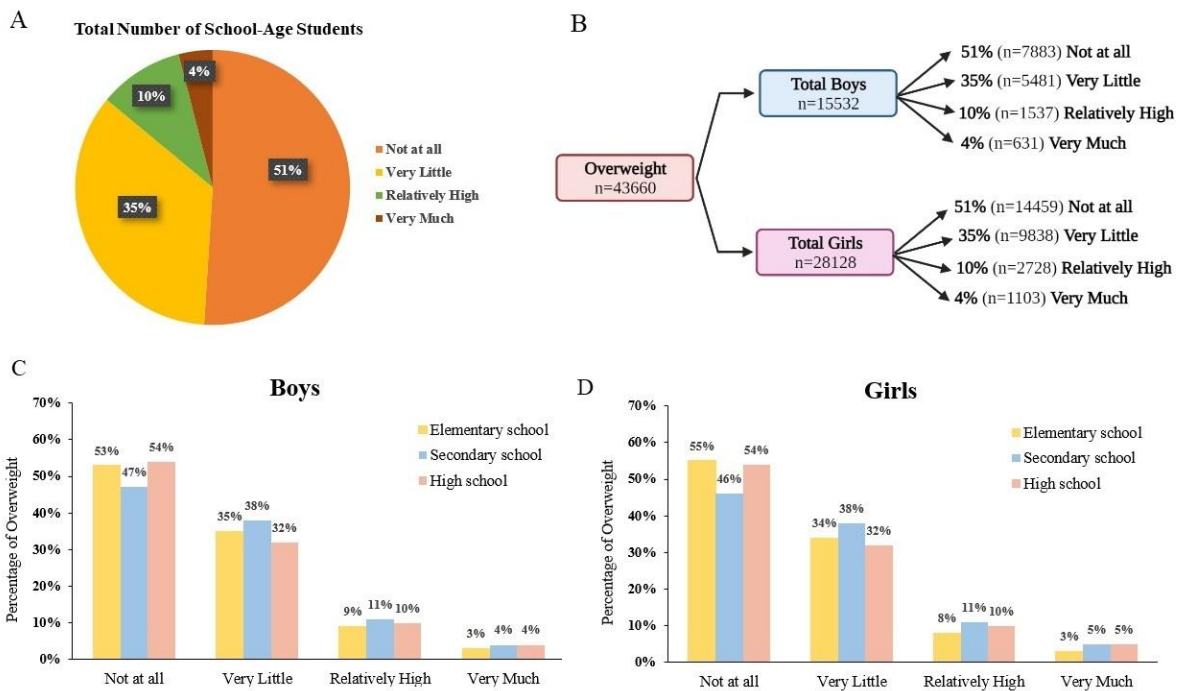 A
Total Number of School-Age Students
4%
10%
51%
35%
Not at all
Very Little
Relatively High
Very Much
B
Overweight
n=43660
Total Boys
n=15532
51% (n=7883) Not at all
35% (n=5481) Very Little
10% (n=1537) Relatively High
4% (n=631) Very Much
Total Girls
n=28128
51% (n=14459) Not at all
35% (n=9838) Very Little
10% (n=2728) Relatively High
4% (n=1103) Very Much
C
Boys
Percentage of Overweight
70%
60%
50%
40%
30%
20%
10%
0%
Elementary school
Secondary school
High school
53% 47% 54%
35% 38% 32%
9% 11% 10%
3% 4% 4%
Not at all Very Little Relatively High Very Much
D
Girls
Percentage of Overweight
70%
60%
50%
40%
30%
20%
10%
0%
Elementary school
Secondary school
High school
55% 46% 54%
34% 38% 32%
8% 11% 10%
3% 5% 5%
Not at all Very Little Relatively High Very Much